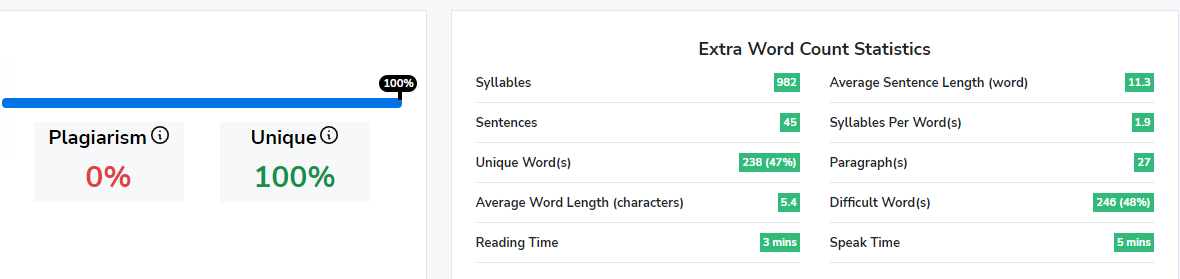 100%
Plagiarism
0%
Unique
100%
Extra Word Count Statistics
Syllables 982
Average Sentence Length (word) 11.3
Sentences 45
Syllables Per Word(s) 1.9
Unique Word(s) 238 (47%)
Paragraph(s) 27
Average Word Length (characters) 5.4
Difficult Word(s) 246 (48%)
Reading Time 3 mins
Speak Time 5 mins